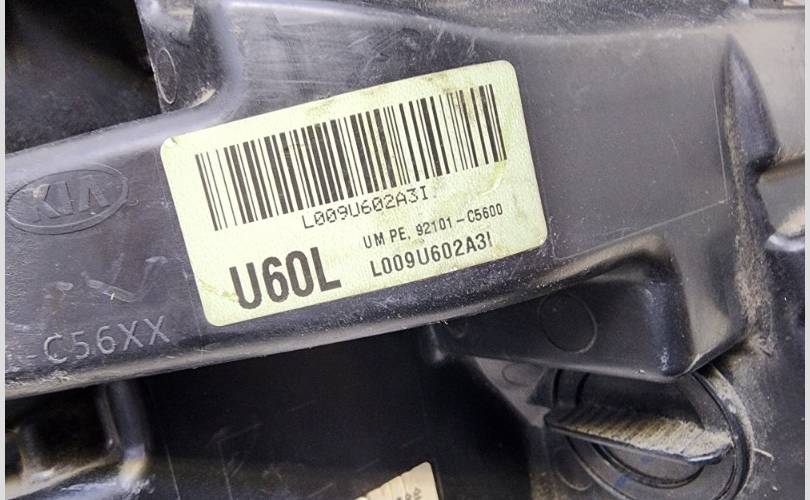 L009U602A3I
UM PE, 92101-C5600
U60L
L009U602A3I
KIA
-C56XX